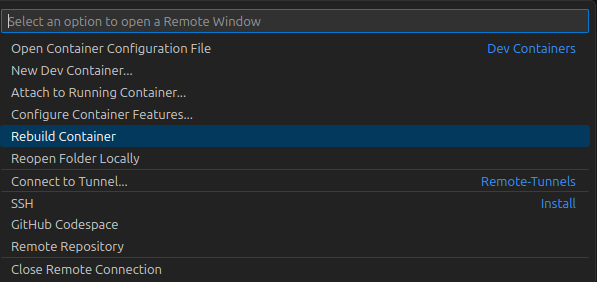 Select an option to open a Remote Window
Open Container Configuration File Dev Containers
New Dev Container...
Attach to Running Container...
Configure Container Features...
Rebuild Container
Reopen Folder Locally
Connect to Tunnel... Remote-Tunnels
SSH Install
GitHub Codespace
Remote Repository
Close Remote Connection